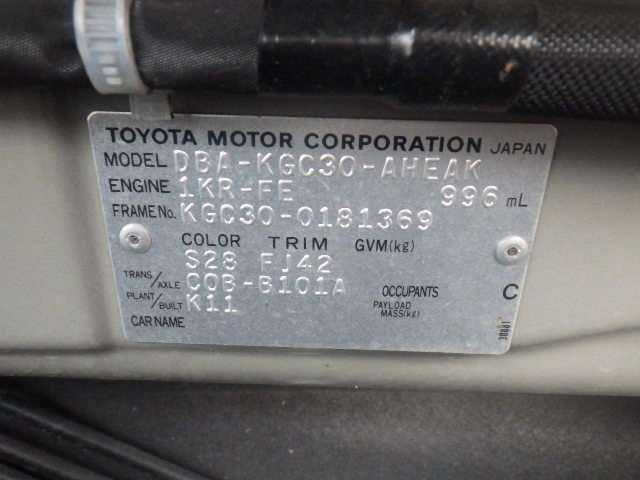 TOYOTA MOTOR CORPORATION JAPAN
MODEL DBA-KGC30-AHEAK
ENGINE 1KR-FE 996 mL
FRAME No. KGC30-0181369
COLOR TRIM GVM(kg)
S28 FJ42
TRANS/AXLE C0B-B101A OCCUPANTS C
PLANT/BUILT K11 PAYLOAD MASS(kg)
CAR NAME